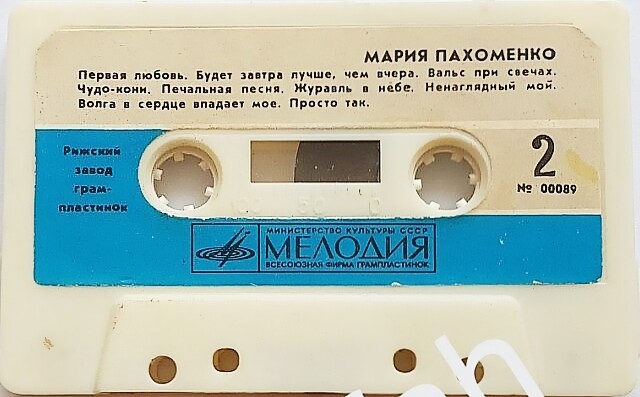 МАРИЯ ПАХОМЕНКО
Первая любовь. Будет завтра лучше, чем вчера. Вальс при свечах.
Чудо-кони. Печальная песня. Журавль в небе. Ненаглядный мой.
Волга в сердце впадает мое. Просто так.
Рижский
завод
грам-
пластинок
2
№ 00089
50 0
МИНИСТЕРСТВО КУЛЬТУРЫ СССР
МЕЛОДИЯ
ВСЕСОЮЗНАЯ ФИРМА ГРАМПЛАСТИНОК